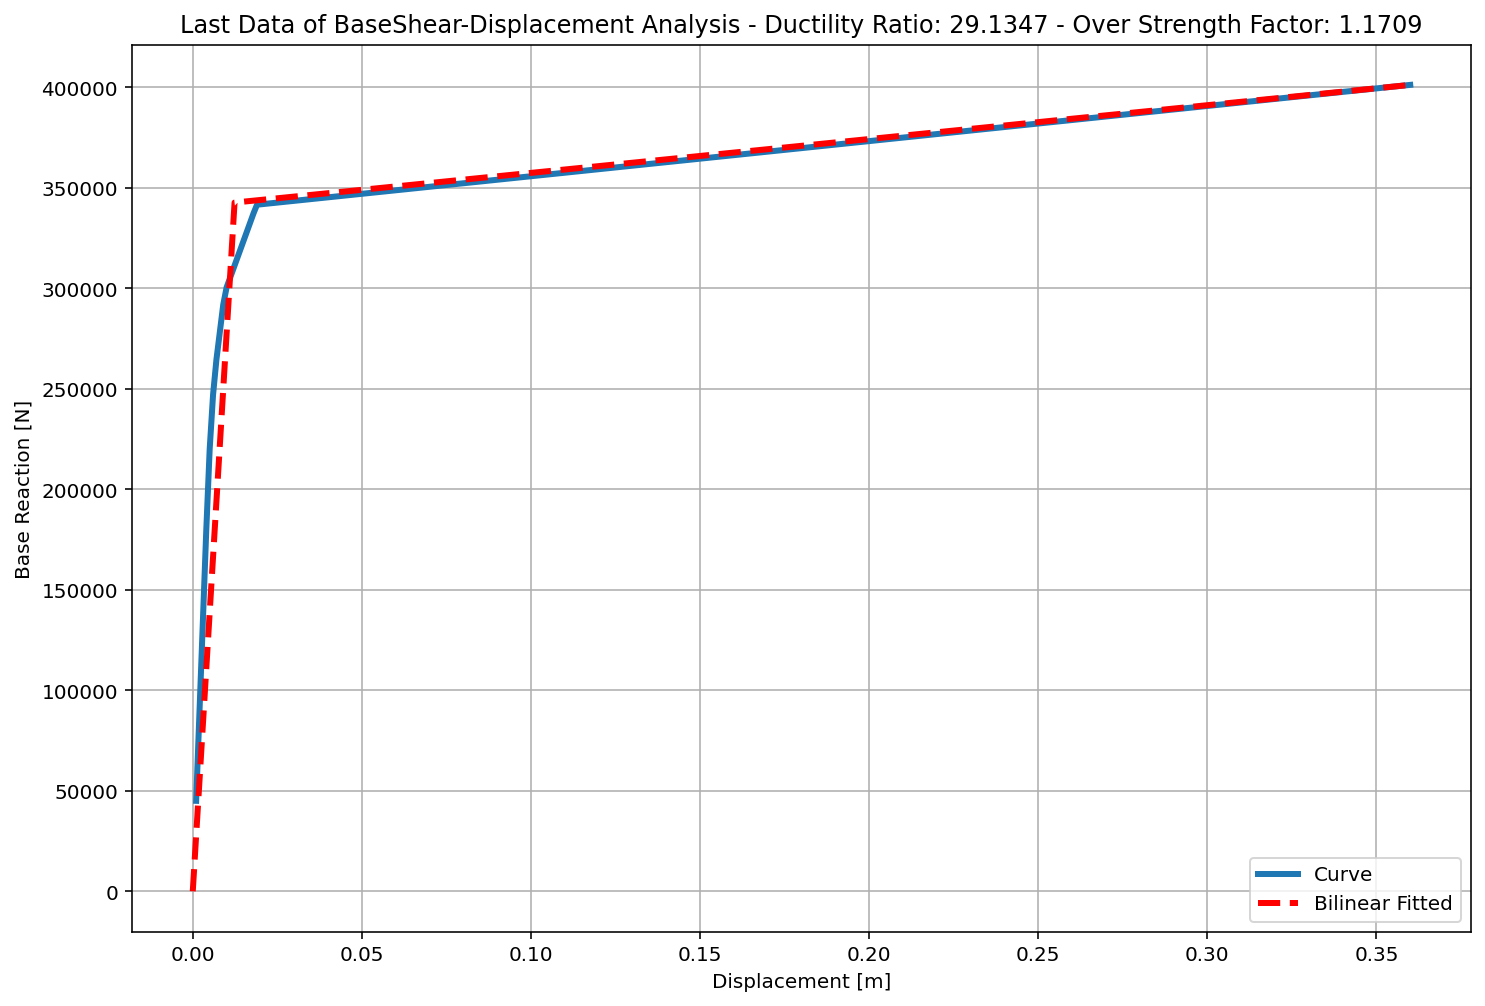 Last Data of BaseShear-Displacement Analysis - Ductility Ratio: 29.1347 - Over Strength Factor: 1.1709
400000
350000
300000
250000
200000
150000
100000
50000
0
Base Reaction [N]
Curve
Bilinear Fitted
0.00 0.05 0.10 0.15 0.20 0.25 0.30 0.35
Displacement [m]